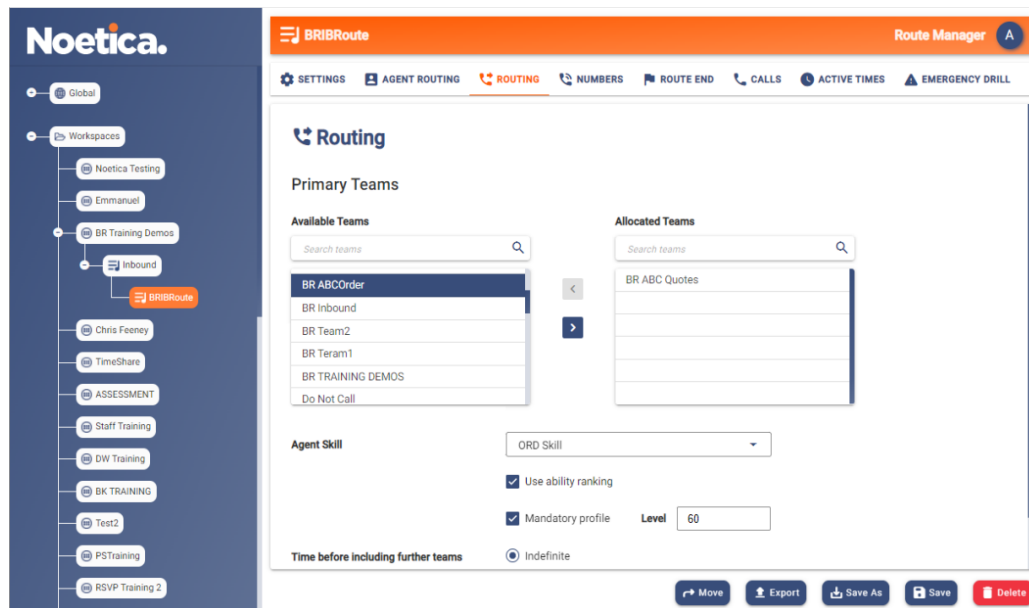 Noetica.
Global
Workspaces
Noetica Testing
Emmanuel
BR Training Demos
Inbound
BRIBRoute
Chris Feeney
TimeShare
ASSESSMENT
Staff Training
DW Training
BK TRAINING
Test2
PSTraining
RSVP Training 2
BRIBRoute
Route Manager A
SETTINGS AGENT ROUTING ROUTING NUMBERS ROUTE END CALLS ACTIVE TIMES EMERGENCY DRILL
Routing
Primary Teams
Available Teams
Search teams
BR ABCOrder
BR Inbound
BR Team2
BR Teram1
BR TRAINING DEMOS
Do Not Call
Allocated Teams
Search teams
BR ABC Quotes
Agent Skill ORD Skill
Use ability ranking
Mandatory profile Level 60
Time before including further teams Indefinite
Move Export Save As Save Delete